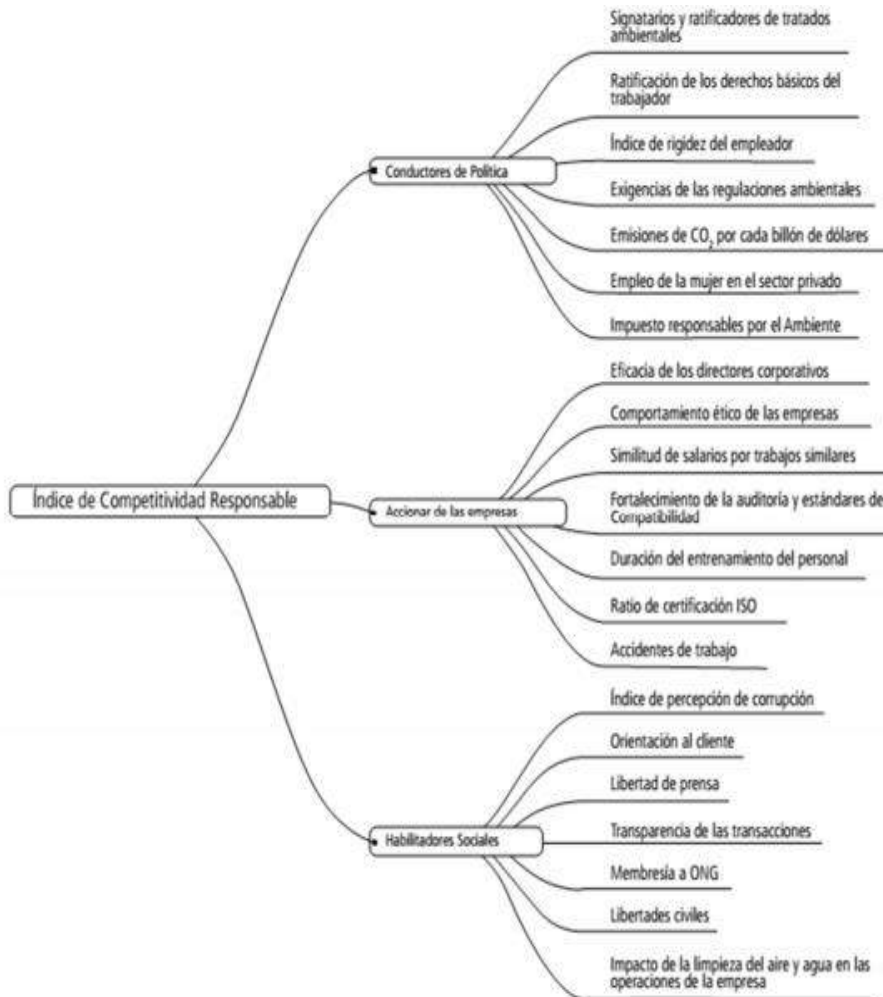 Signatarios y ratificadores de tratados
ambientales
Ratificación de los derechos básicos del
trabajador
Índice de rigidez del empleador
Conductores de Política
Exigencias de las regulaciones ambientales
Emisiones de CO₂ por cada billón de dólares
Empleo de la mujer en el sector privado
Impuesto responsables por el Ambiente
Eficacia de los directores corporativos
Comportamiento ético de las empresas
Similitud de salarios por trabajos similares
Índice de Competitividad Responsable
Accionar de las empresas
Fortalecimiento de la auditoría y estándares de
Compatibilidad
Duración del entrenamiento del personal
Ratio de certificación ISO
Accidentes de trabajo
Índice de percepción de corrupción
Orientación al cliente
Libertad de prensa
Habilitadores Sociales
Transparencia de las transacciones
Membresía a ONG
Libertades civiles
Impacto de la limpieza del aire y agua en las
operaciones de la empresa